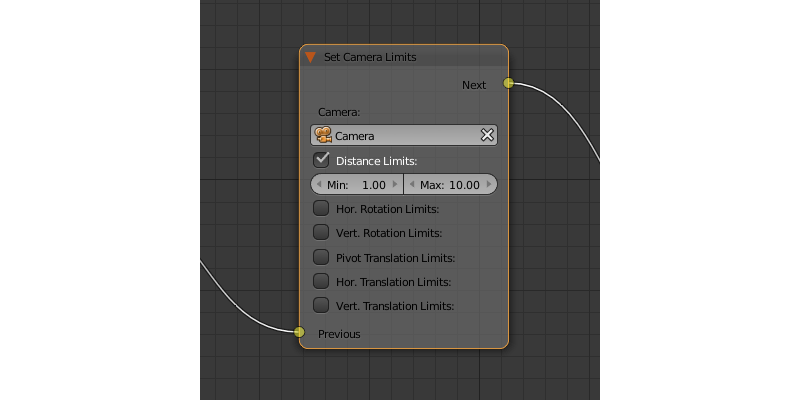 Set Camera Limits
Next
Camera:
Camera
Distance Limits:
Min: 1.00 Max: 10.00
Hor. Rotation Limits:
Vert. Rotation Limits:
Pivot Translation Limits:
Hor. Translation Limits:
Vert. Translation Limits:
Previous